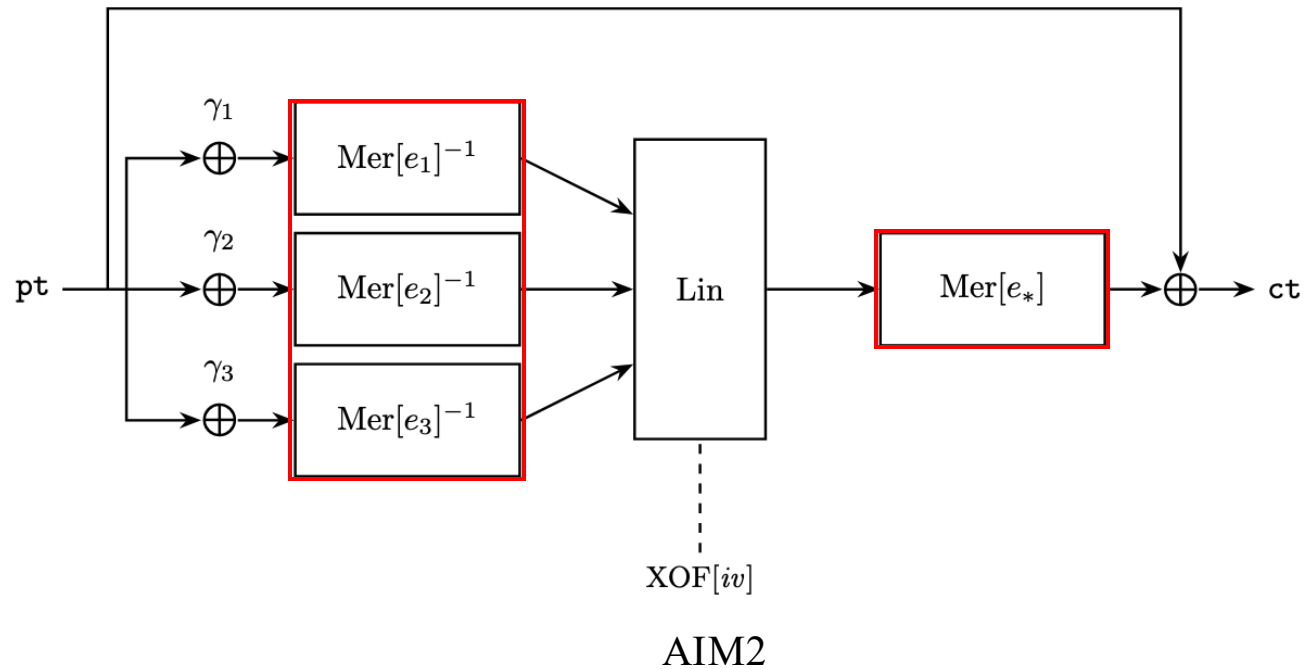 γ₁
Mer[e₁]⁻¹
γ₂
pt
Mer[e₂]⁻¹
Lin
Mer[e∗]
ct
γ₃
Mer[e₃]⁻¹
XOF[iv]
AIM2